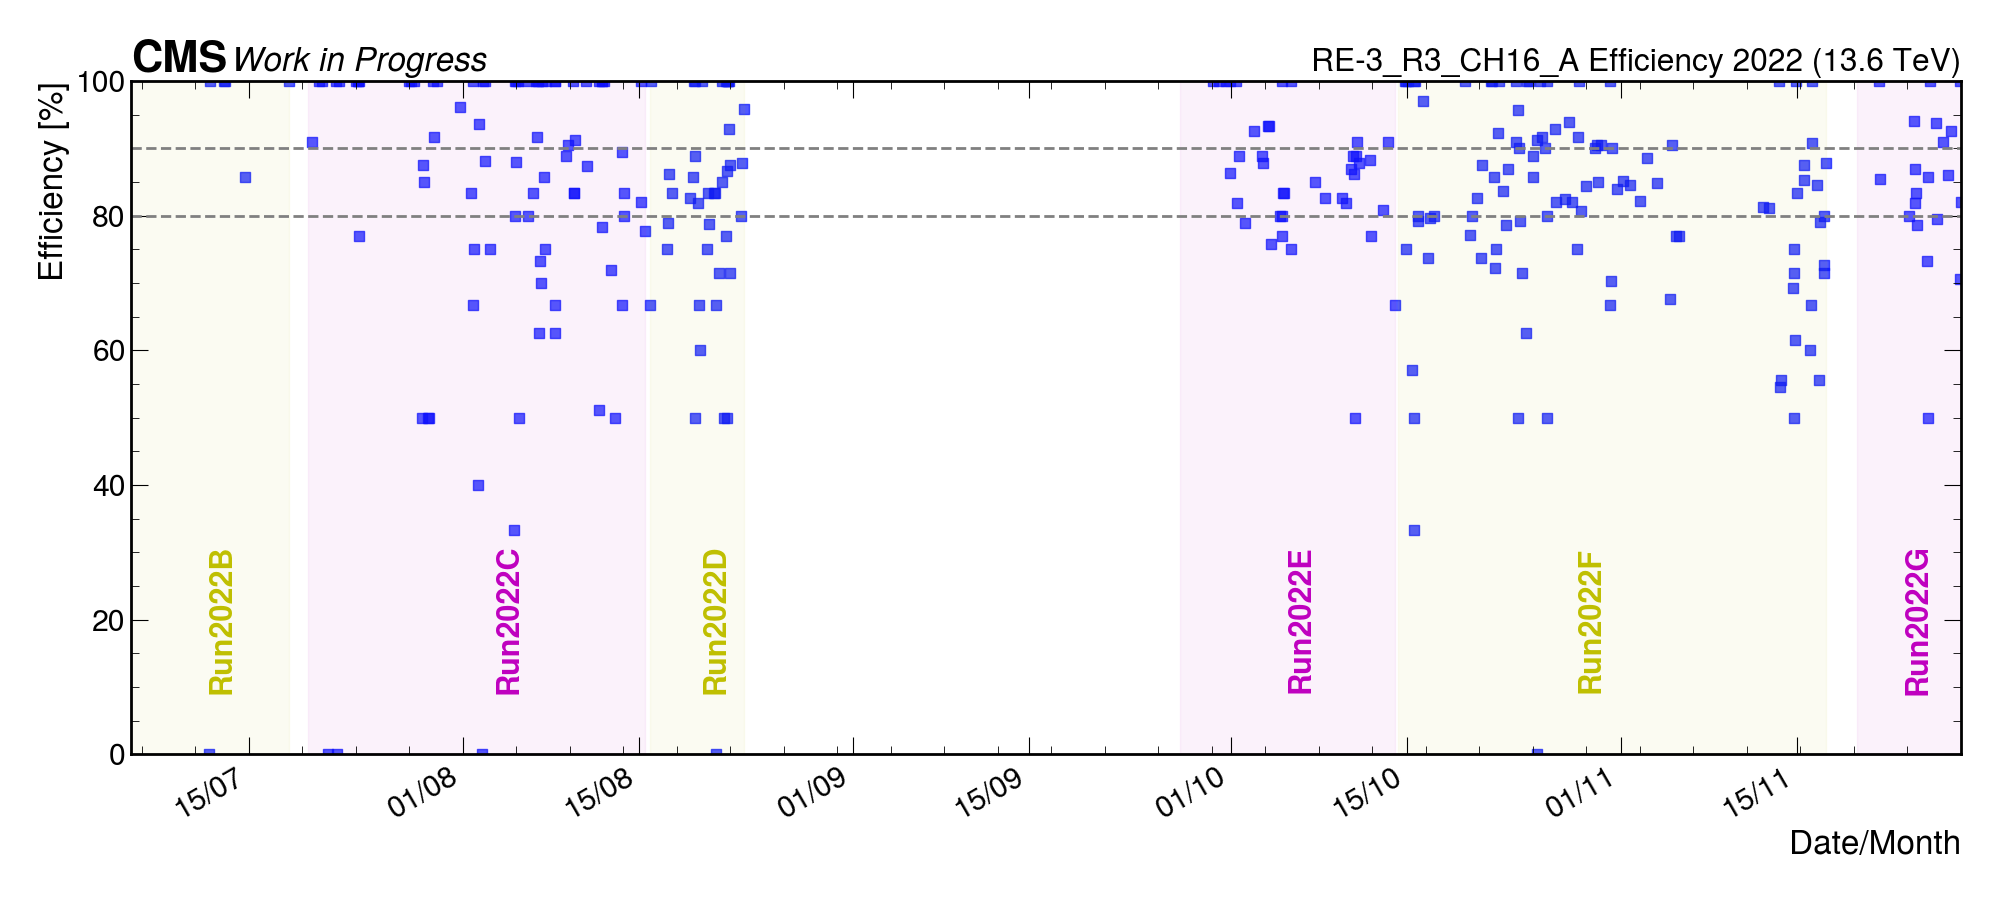 CMS Work in Progress
RE-3_R3_CH16_A Efficiency 2022 (13.6 TeV)
Efficiency [%]
100
80
60
40
20
0
Run2022B
Run2022C
Run2022D
Run2022E
Run2022F
Run2022G
15/07
01/08
15/08
01/09
15/09
01/10
15/10
01/11
15/11
Date/Month